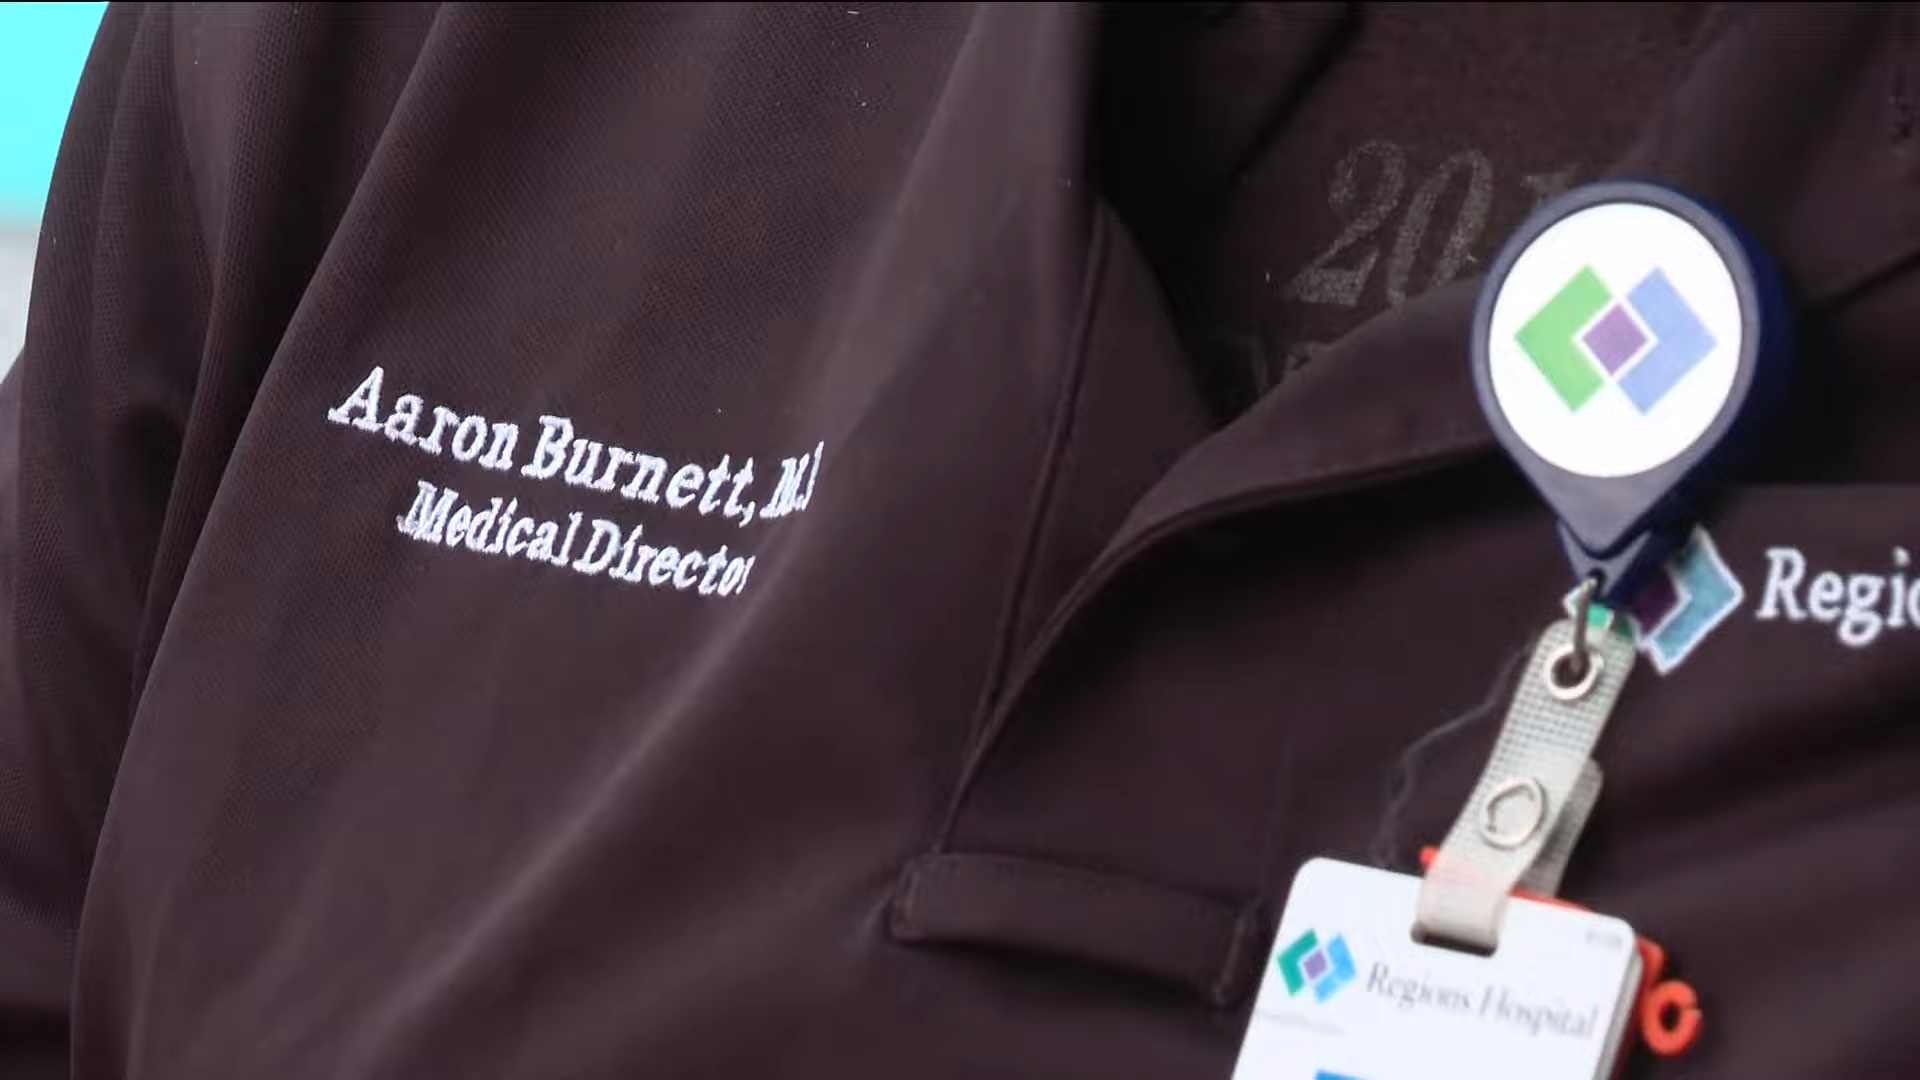 Aaron Burnett, M
Medical Director
20
Regio
Regions Hospital